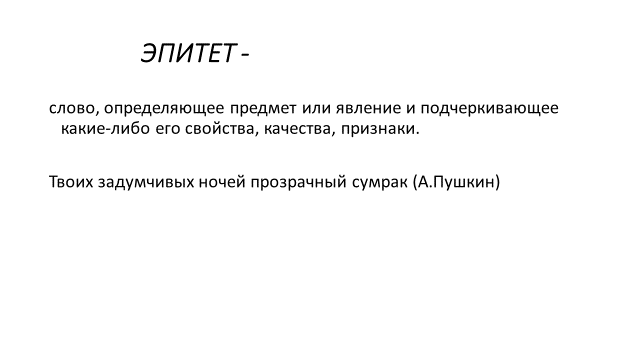 ЭПИТЕТ -
слово, определяющее предмет или явление и подчеркивающее
какие-либо его свойства, качества, признаки.
Твоих задумчивых ночей прозрачный сумрак (А.Пушкин)